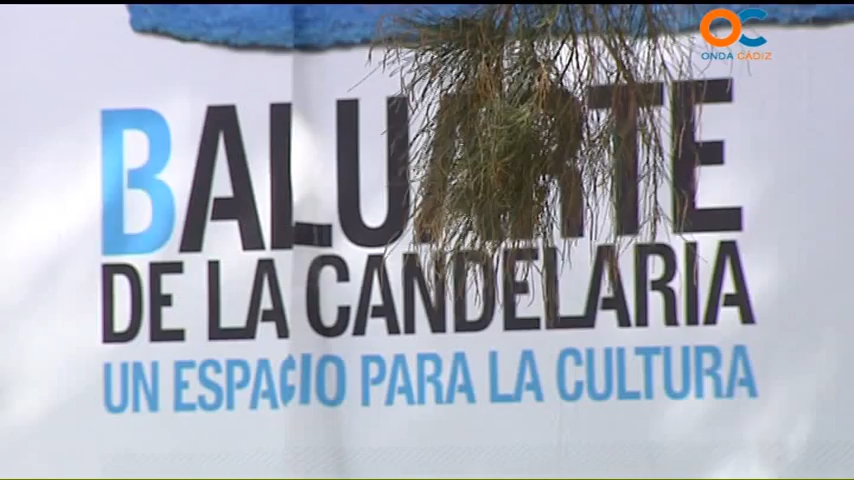 OC
ONDA CÁDIZ
BALUARTE
DE LA CANDELARIA
UN ESPACIO PARA LA CULTURA